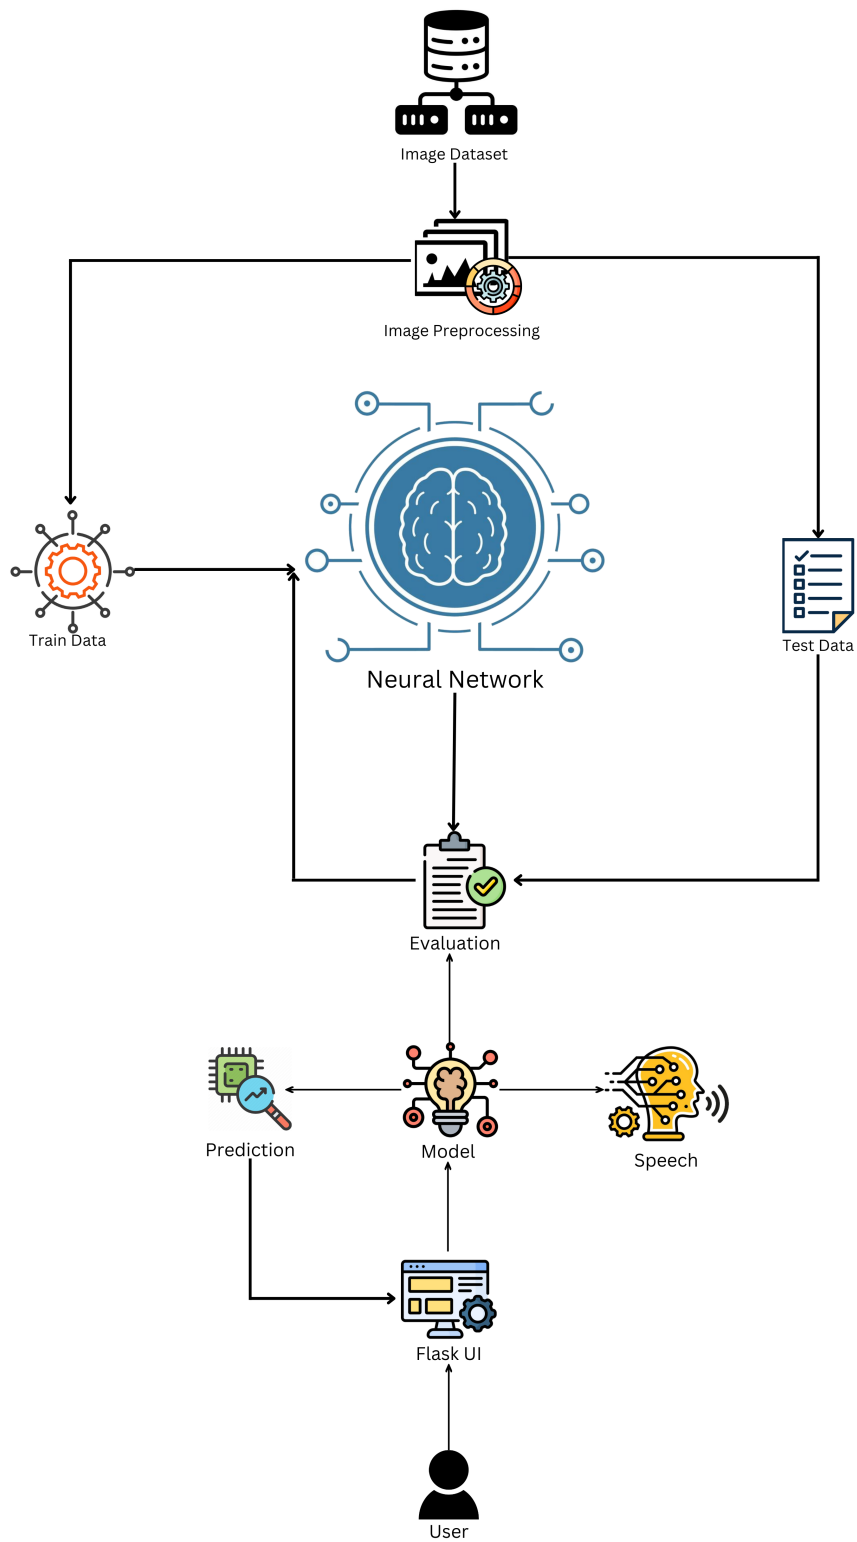 Image Dataset
Image Preprocessing
Train Data
Test Data
Neural Network
Evaluation
Prediction
Model
Speech
Flask UI
User